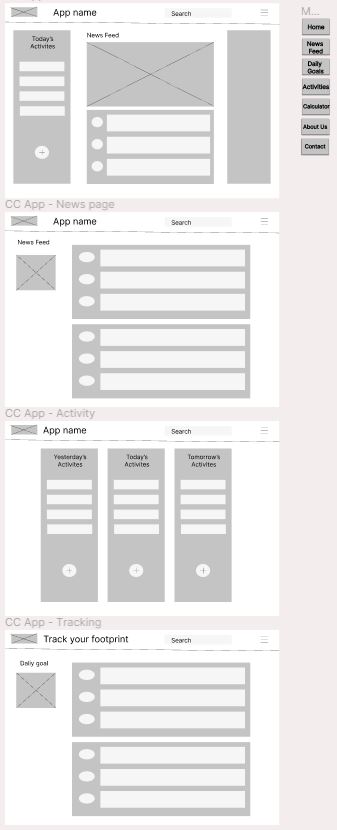 App name
Search
Today's
Activites
News Feed
M...
Home
News
Feed
Daily
Goals
Activities
Calculator
About Us
Contact
CC App - News page
App name
Search
News Feed
CC App - Activity
App name
Search
Yesterday's
Activites
Today's
Activites
Tomorrow's
Activites
CC App - Tracking
Track your footprint
Search
Daliy goal